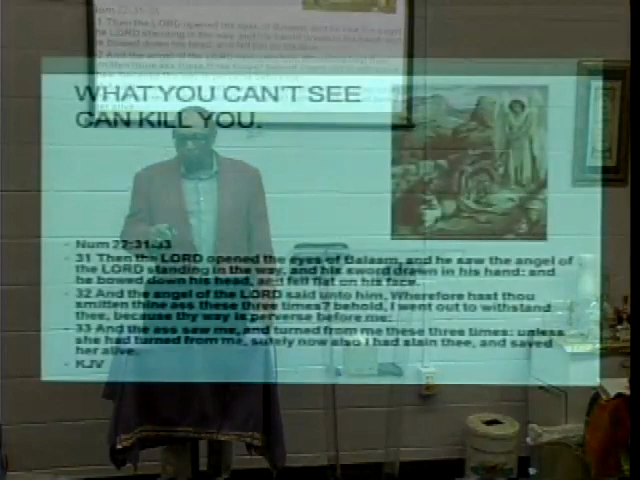 WHAT YOU CAN'T SEE
CAN KILL YOU.
Num 22:31-33
31 Then the LORD opened the eyes of Balaam, and he saw the angel of
the LORD standing in the way, and his sword drawn in his hand: and
he bowed down his head, and fell flat on his face.
32 And the angel of the LORD said unto him, Wherefore hast thou
smitten thine ass these three times? behold, I went out to withstand
thee, because thy way is perverse before me:
33 And the ass saw me, and turned from me these three times: unless
she had turned from me, surely now also I had slain thee, and saved
her alive.
KJV